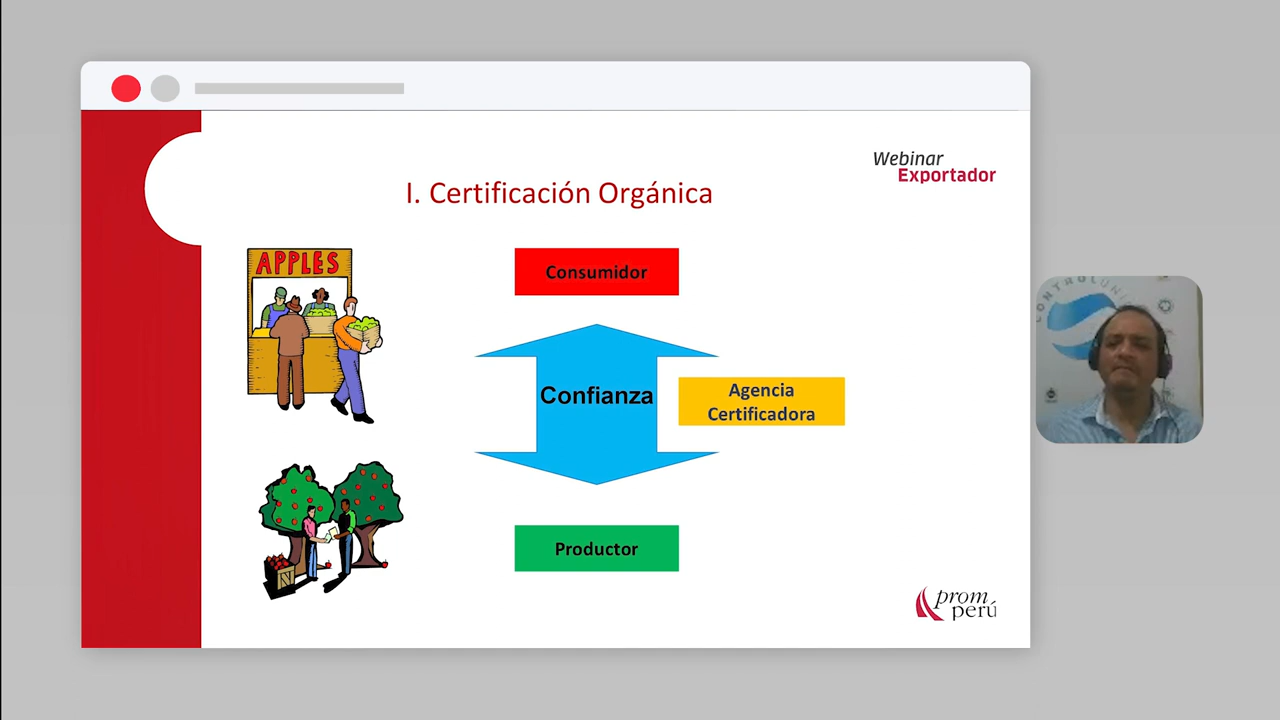 Webinar
Exportador
I. Certificación Orgánica
APPLES
Consumidor
Confianza
Agencia
Certificadora
Productor
prom
perú